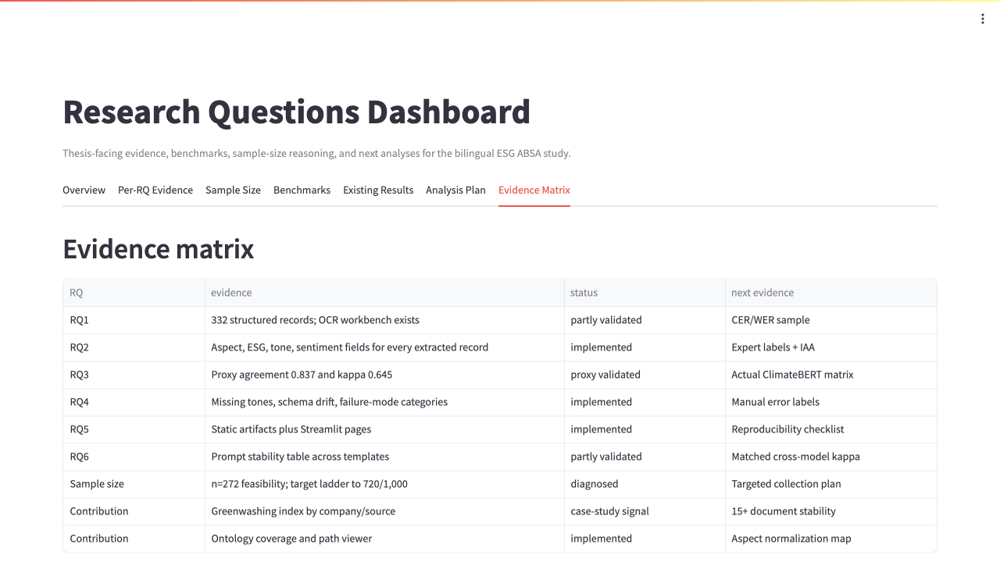 Research Questions Dashboard
Thesis-facing evidence, benchmarks, sample-size reasoning, and next analyses for the bilingual ESG ABSA study.
Overview Per-RQ Evidence Sample Size Benchmarks Existing Results Analysis Plan Evidence Matrix
Evidence matrix
RQ evidence status next evidence
RQ1 332 structured records; OCR workbench exists partly validated CER/WER sample
RQ2 Aspect, ESG, tone, sentiment fields for every extracted record implemented Expert labels + IAA
RQ3 Proxy agreement 0.837 and kappa 0.645 proxy validated Actual ClimateBERT matrix
RQ4 Missing tones, schema drift, failure-mode categories implemented Manual error labels
RQ5 Static artifacts plus Streamlit pages implemented Reproducibility checklist
RQ6 Prompt stability table across templates partly validated Matched cross-model kappa
Sample size n=272 feasibility; target ladder to 720/1,000 diagnosed Targeted collection plan
Contribution Greenwashing index by company/source case-study signal 15+ document stability
Contribution Ontology coverage and path viewer implemented Aspect normalization map